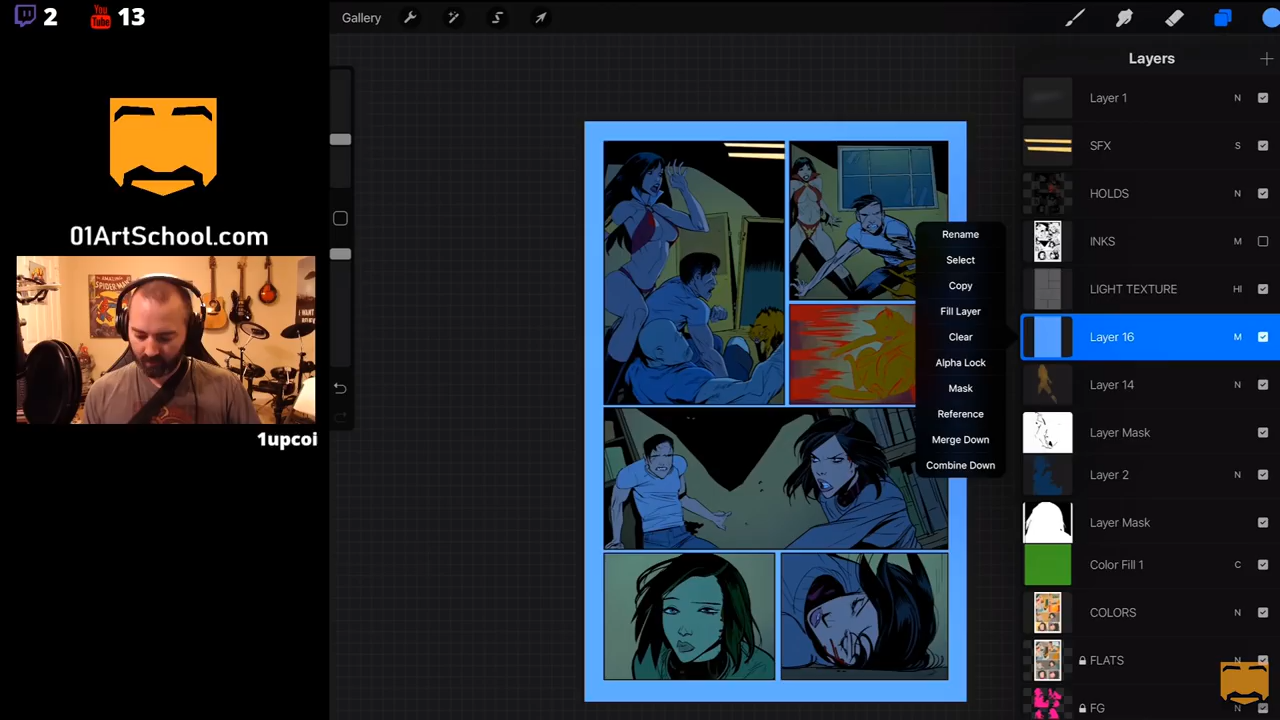 2
You
Tube
13
01ArtSchool.com
1upcoi
Gallery
Layers
Layer 1 N
SFX S
HOLDS N
INKS M
LIGHT TEXTURE HI
Layer 16 M
Layer 14 N
Layer Mask
Layer 2 N
Layer Mask
Color Fill 1 C
COLORS N
FLATS N
FG N
Rename
Select
Copy
Fill Layer
Clear
Alpha Lock
Mask
Reference
Merge Down
Combine Down